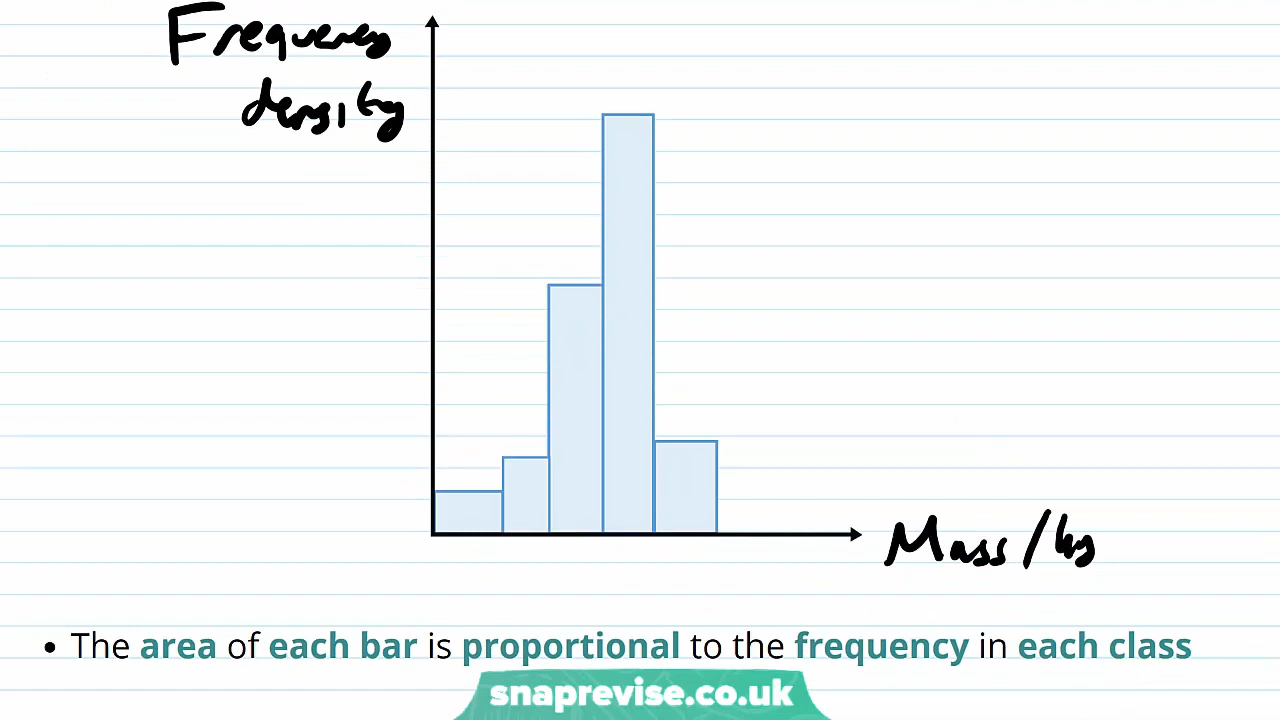 Frequency
density
Mass/kg
• The area of each bar is proportional to the frequency in each class
snaprevise.co.uk